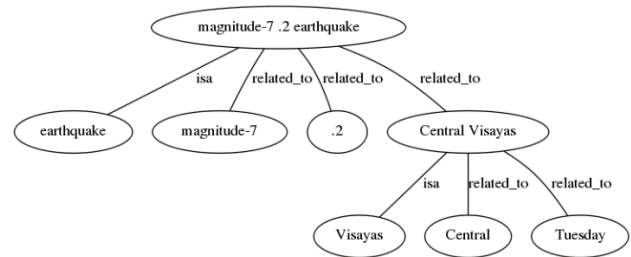 magnitude-7 .2 earthquake
isa
related_to
related_to
related_to
earthquake
magnitude-7
.2
Central Visayas
isa
related_to
related_to
Visayas
Central
Tuesday